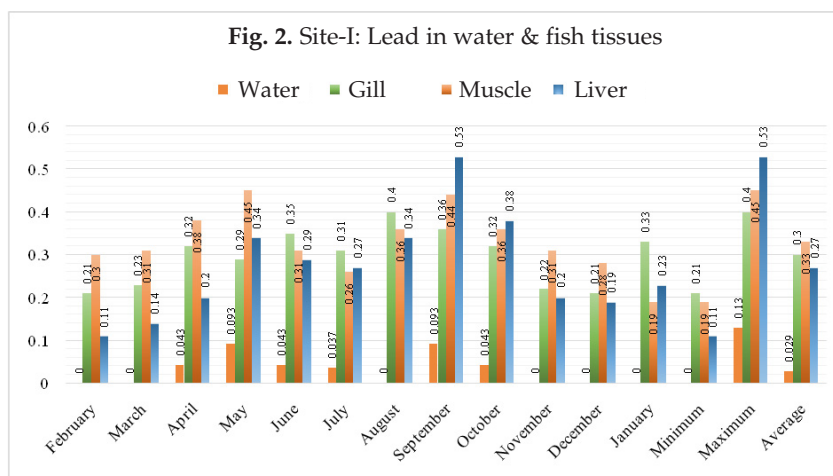 Fig. 2. Site-I: Lead in water & fish tissues
Water Gill Muscle Liver
0.6
0.5
0.4
0.3
0.2
0.1
0
0 0.21 0.3 0.11
0 0.23 0.31 0.14
0.043 0.32 0.38 0.2
0.093 0.29 0.45 0.34
0.043 0.35 0.31 0.29
0.037 0.31 0.26 0.27
0 0.4 0.36 0.34
0.093 0.36 0.44 0.53
0.043 0.32 0.36 0.38
0 0.22 0.31 0.2
0 0.21 0.28 0.19
0 0.33 0.19 0.23
0 0.21 0.19 0.11
0.13 0.4 0.45 0.53
0.029 0.3 0.33 0.27
February
March
April
May
June
July
August
September
October
November
December
January
Minimum
Maximum
Average